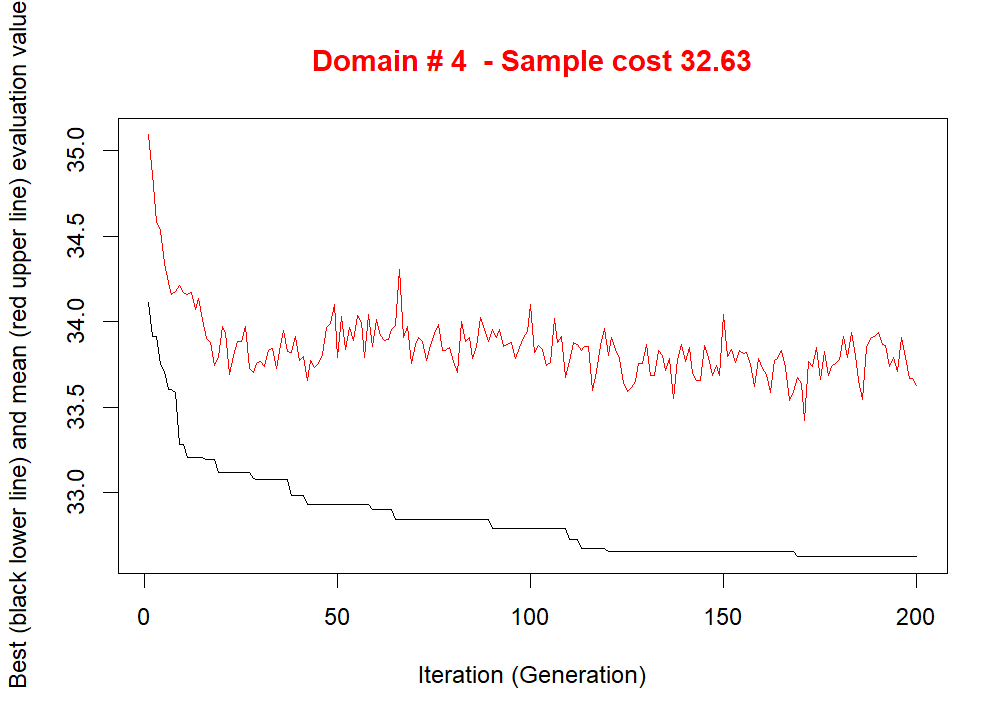 Domain # 4  - Sample cost 32.63
Best (black lower line) and mean (red upper line) evaluation value
35.0
34.5
34.0
33.5
33.0
0 50 100 150 200
Iteration (Generation)